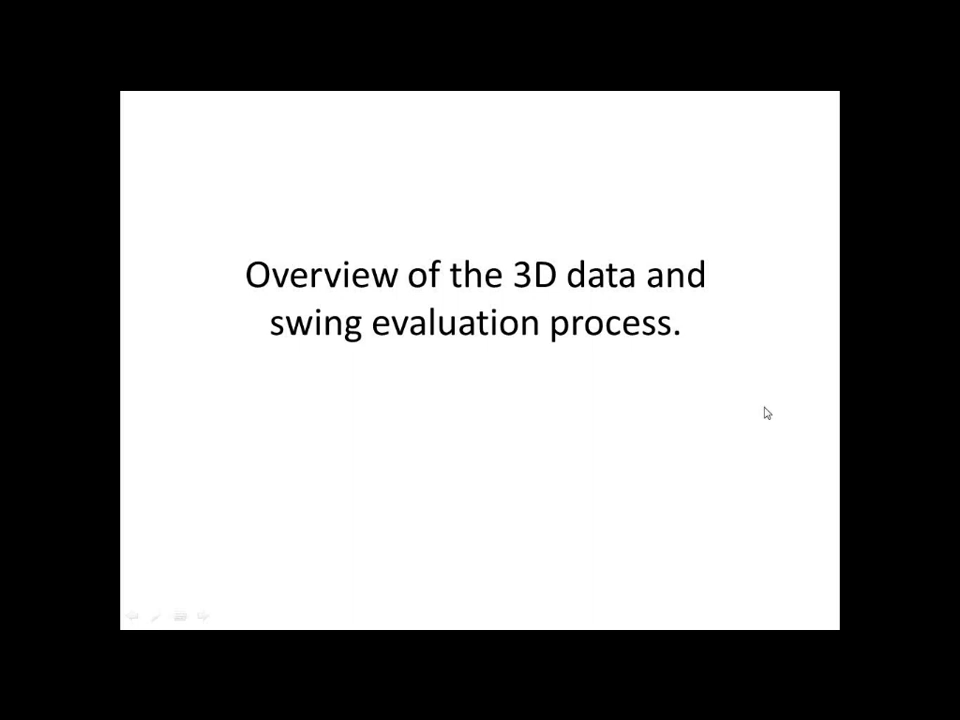 Overview of the 3D data and
swing evaluation process.